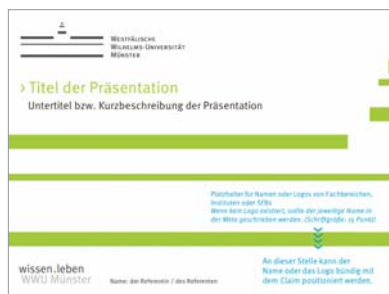 WESTFÄLISCHE
WILHELMS-UNIVERSITÄT
MÜNSTER
› Titel der Präsentation
Untertitel bzw. Kurzbeschreibung der Präsentation
Platzhalter für Namen oder Logos von Fachbereichen,
Instituten oder SFBs
Wenn kein Logo existiert, sollte der jeweilige Name in
der Meta geschrieben werden. (Schriftgröße: 15 Punkt)
An dieser Stelle kann der
Name oder das Logo bündig mit
dem Claim positioniert werden.
wissen.leben
WWU Münster
Name: der Referentin / des Referenten